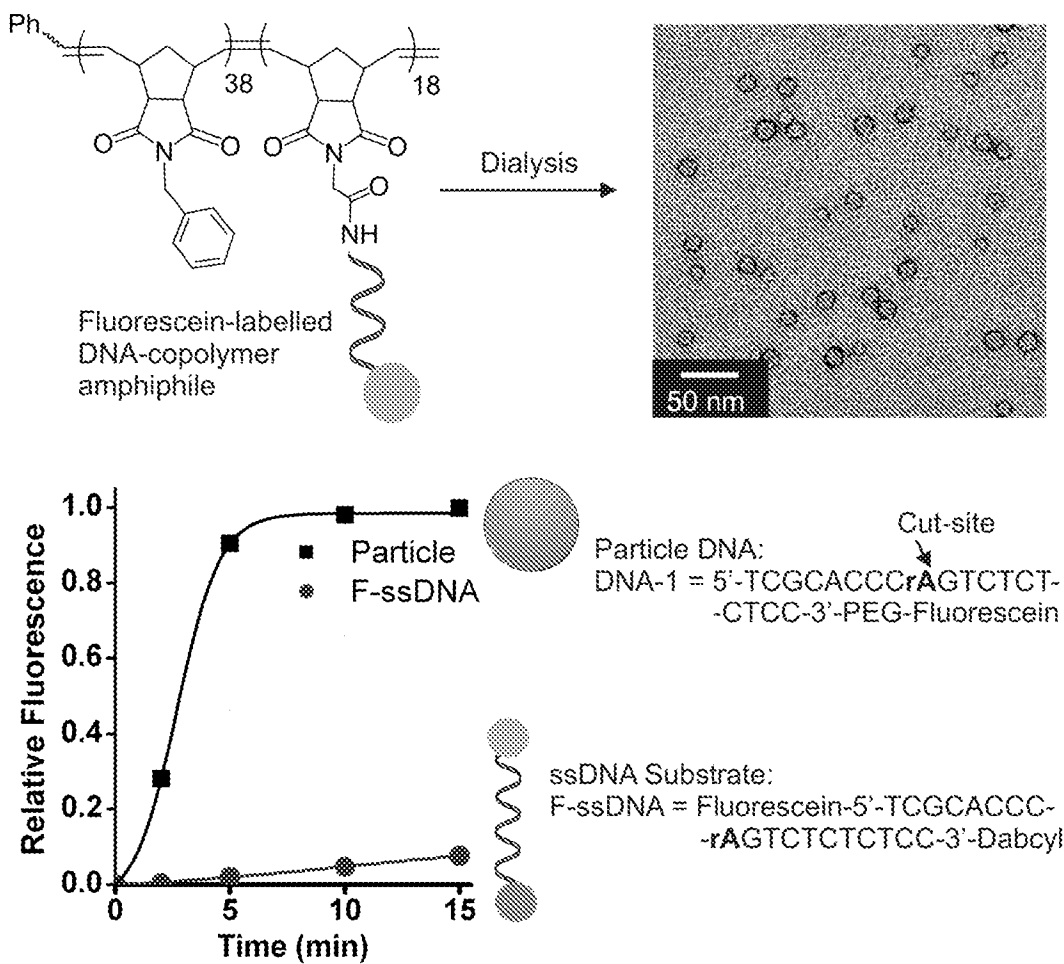 Ph
38
18
O
N
O
O
N
O
O
NH
Dialysis
Fluorescein-labelled
DNA-copolymer
amphiphile
50 nm
1.0
0.8
0.6
0.4
0.2
0.0
0
5
10
15
Relative Fluorescence
Time (min)
Particle
F-ssDNA
Cut-site
Particle DNA:
DNA-1 = 5'-TCGCACCCrAGTCTCT-
-CTCC-3'-PEG-Fluorescein
ssDNA Substrate:
F-ssDNA = Fluorescein-5'-TCGCACCC-
-rAGTCTCTCTCC-3'-Dabcyl